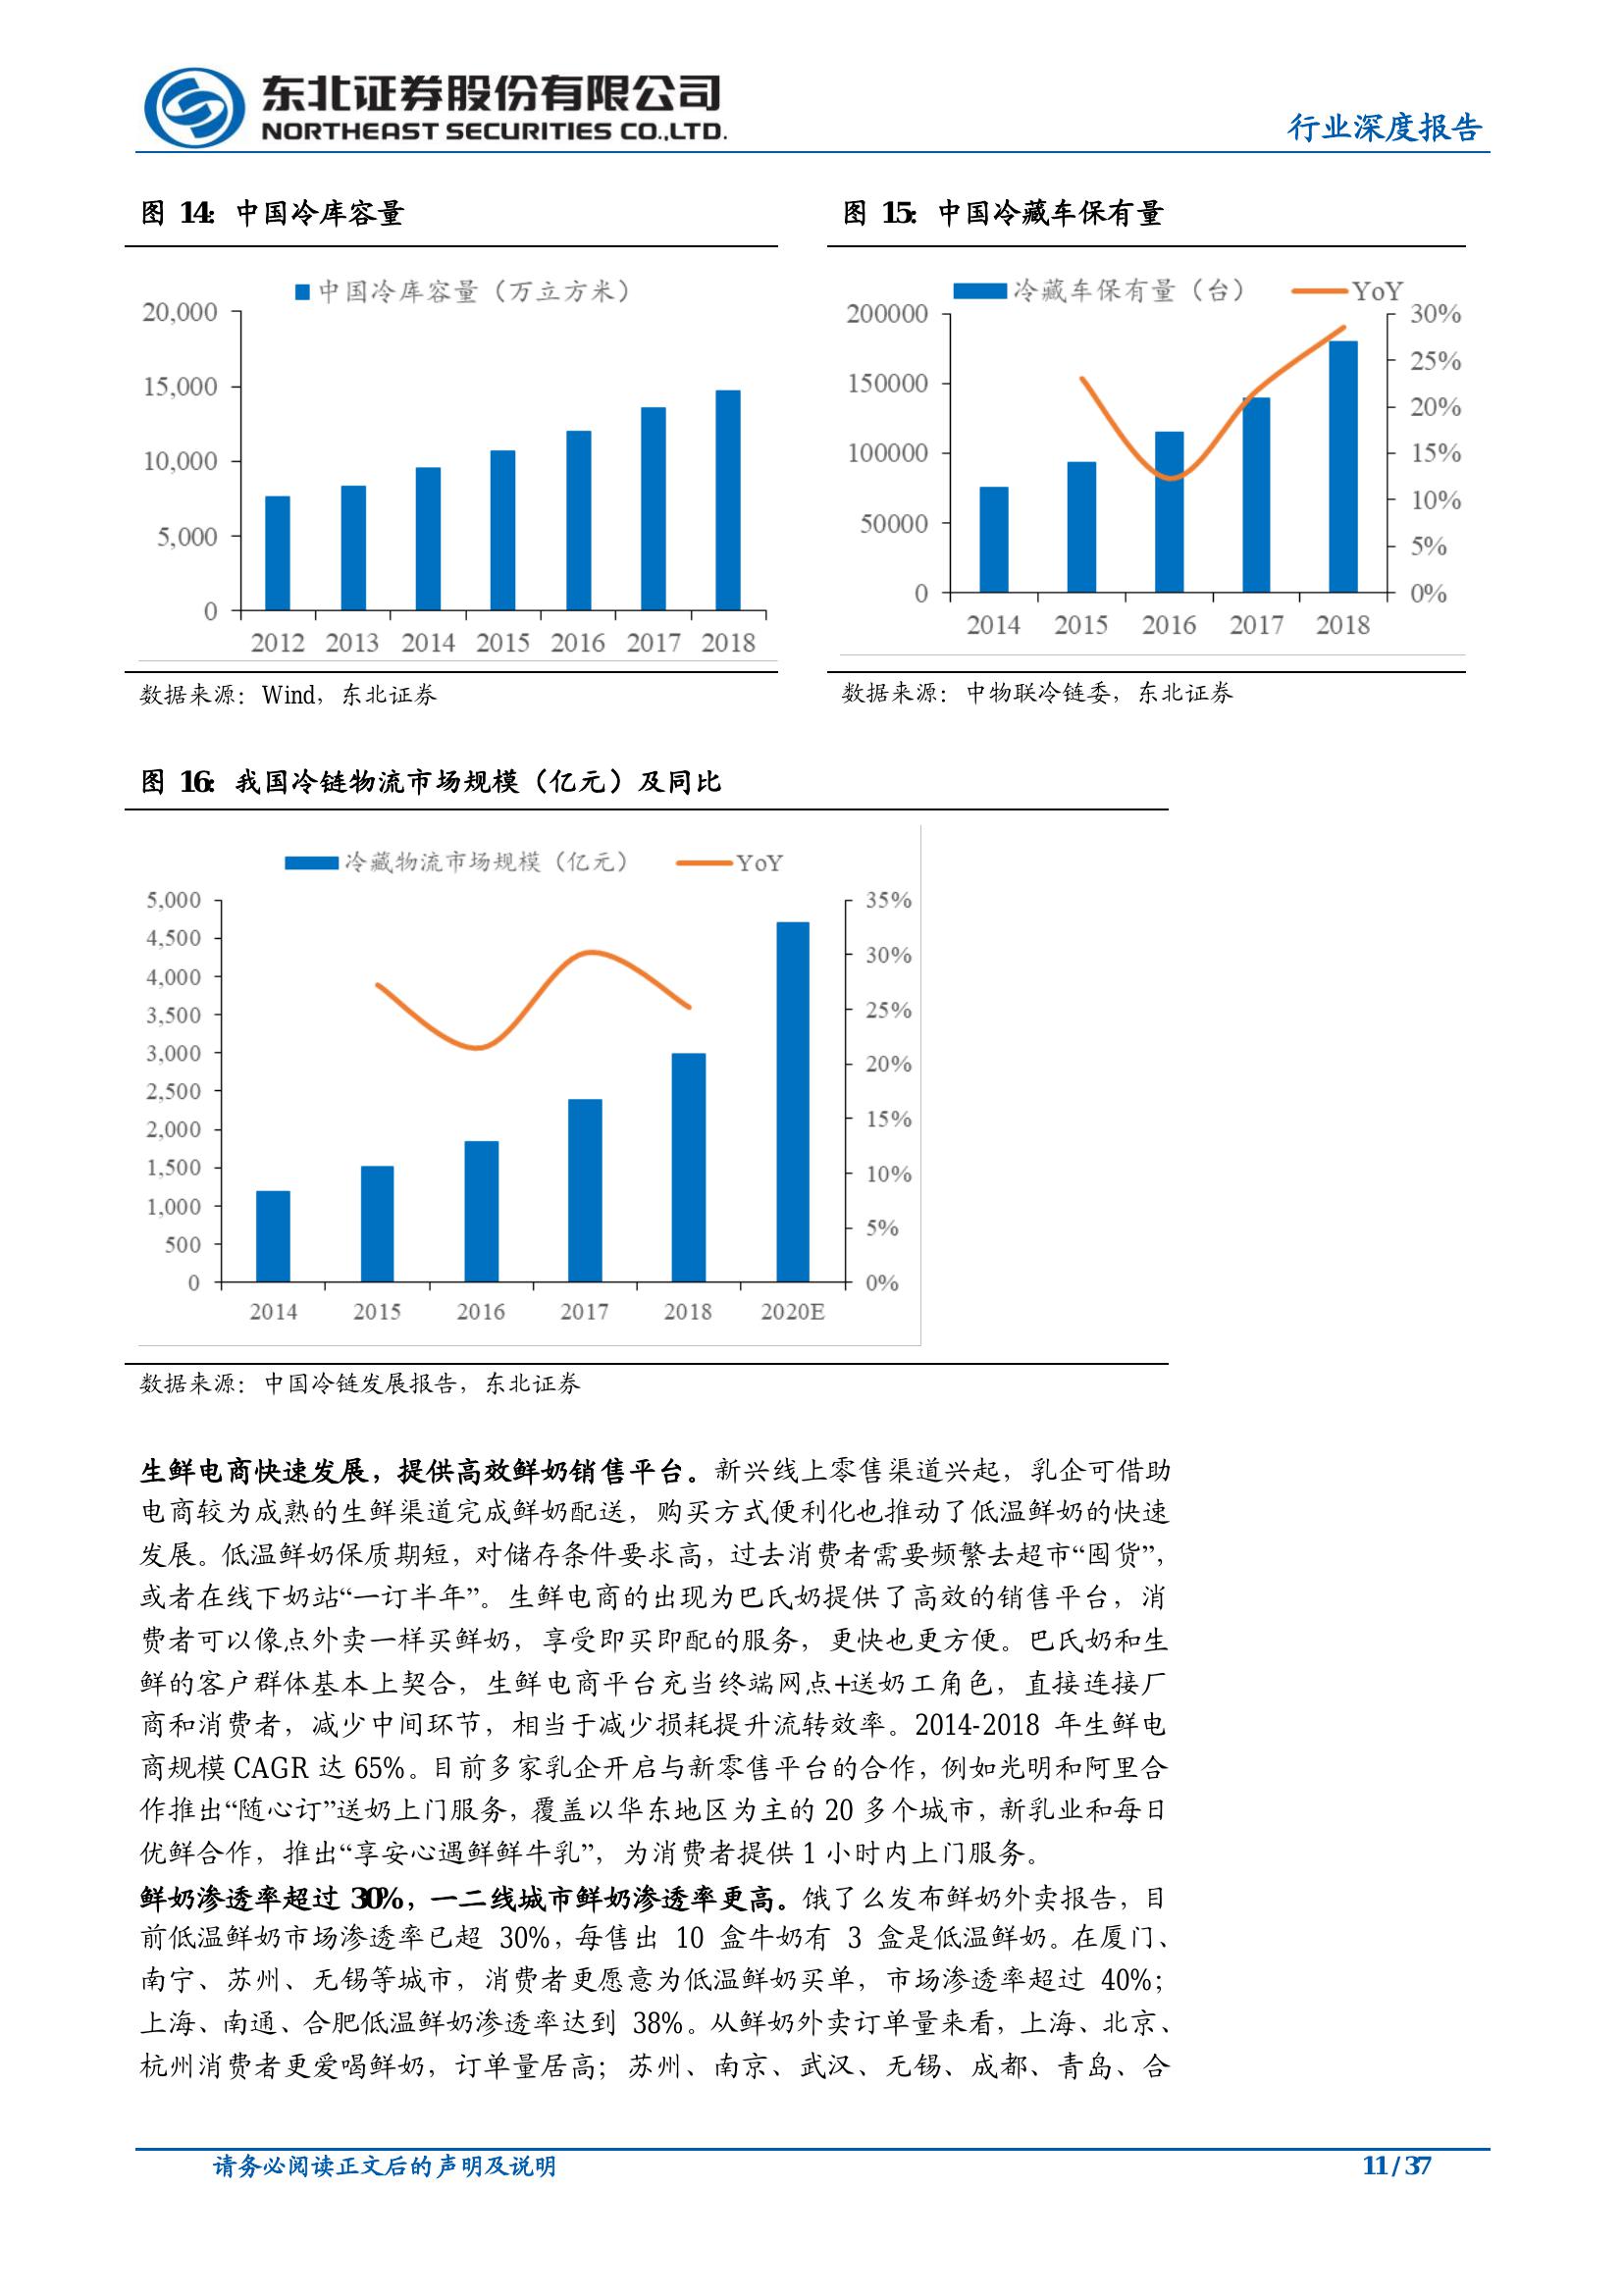 东北证券股份有限公司
NORTHEAST SECURITIES CO.,LTD.
行业深度报告
图 14: 中国冷库容量
中国冷库容量（万立方米）
20,000
15,000
10,000
5,000
0
2012 2013 2014 2015 2016 2017 2018
数据来源：Wind，东北证券
图 15: 中国冷藏车保有量
冷藏车保有量（台） YoY
200000
150000
100000
50000
0
30%
25%
20%
15%
10%
5%
0%
2014 2015 2016 2017 2018
数据来源：中物联冷链委，东北证券
图 16: 我国冷链物流市场规模（亿元）及同比
冷藏物流市场规模（亿元） YoY
5,000
4,500
4,000
3,500
3,000
2,500
2,000
1,500
1,000
500
0
35%
30%
25%
20%
15%
10%
5%
0%
2014 2015 2016 2017 2018 2020E
数据来源：中国冷链发展报告，东北证券
生鲜电商快速发展，提供高效鲜奶销售平台。新兴线上零售渠道兴起，乳企可借助
电商较为成熟的生鲜渠道完成鲜奶配送，购买方式便利化也推动了低温鲜奶的快速
发展。低温鲜奶保质期短，对储存条件要求高，过去消费者需要频繁去超市“囤货”，
或者在线下奶站“一订半年”。生鲜电商的出现为巴氏奶提供了高效的销售平台，消
费者可以像点外卖一样买鲜奶，享受即买即配的服务，更快也更方便。巴氏奶和生
鲜的客户群体基本上契合，生鲜电商平台充当终端网点+送奶工角色，直接连接厂
商和消费者，减少中间环节，相当于减少损耗提升流转效率。2014-2018 年生鲜电
商规模 CAGR 达 65%。目前多家乳企开启与新零售平台的合作，例如光明和阿里合
作推出“随心订”送奶上门服务，覆盖以华东地区为主的 20 多个城市，新乳业和每日
优鲜合作，推出“享安心遇鲜鲜牛乳”，为消费者提供 1 小时内上门服务。
鲜奶渗透率超过 30%，一二线城市鲜奶渗透率更高。饿了么发布鲜奶外卖报告，目
前低温鲜奶市场渗透率已超 30%，每售出 10 盒牛奶有 3 盒是低温鲜奶。在厦门、
南宁、苏州、无锡等城市，消费者更愿意为低温鲜奶买单，市场渗透率超过 40%；
上海、南通、合肥低温鲜奶渗透率达到 38%。从鲜奶外卖订单量来看，上海、北京、
杭州消费者更爱喝鲜奶，订单量居高；苏州、南京、武汉、无锡、成都、青岛、合
请务必阅读正文后的声明及说明
11 / 37